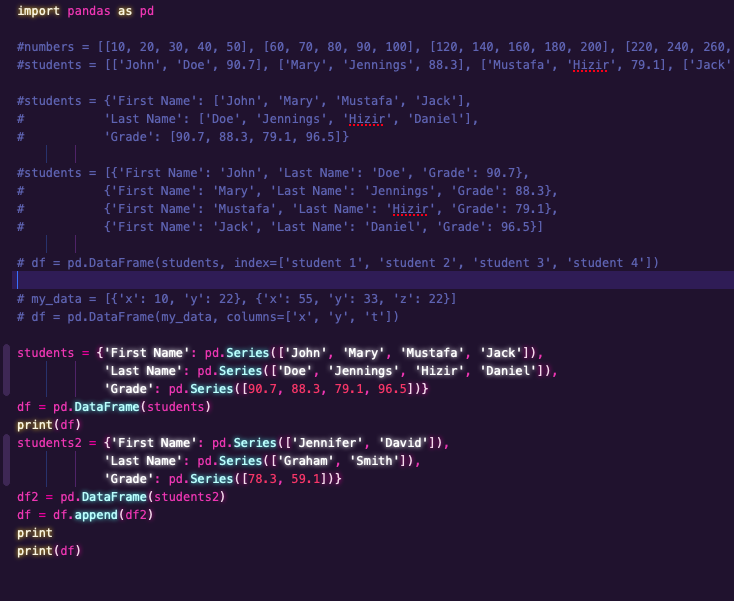 import pandas as pd
#numbers = [[10, 20, 30, 40, 50], [60, 70, 80, 90, 100], [120, 140, 160, 180, 200], [220, 240, 260,
#students = [['John', 'Doe', 90.7], ['Mary', 'Jennings', 88.3], ['Mustafa', 'Hizir', 79.1], ['Jack'
#students = {'First Name': ['John', 'Mary', 'Mustafa', 'Jack'],
#           'Last Name': ['Doe', 'Jennings', 'Hizir', 'Daniel'],
#           'Grade': [90.7, 88.3, 79.1, 96.5]}
#students = [{'First Name': 'John', 'Last Name': 'Doe', 'Grade': 90.7},
#           {'First Name': 'Mary', 'Last Name': 'Jennings', 'Grade': 88.3},
#           {'First Name': 'Mustafa', 'Last Name': 'Hizir', 'Grade': 79.1},
#           {'First Name': 'Jack', 'Last Name': 'Daniel', 'Grade': 96.5}]
# df = pd.DataFrame(students, index=['student 1', 'student 2', 'student 3', 'student 4'])
# my_data = [{'x': 10, 'y': 22}, {'x': 55, 'y': 33, 'z': 22}]
# df = pd.DataFrame(my_data, columns=['x', 'y', 't'])
students = {'First Name': pd.Series(['John', 'Mary', 'Mustafa', 'Jack']),
            'Last Name': pd.Series(['Doe', 'Jennings', 'Hizir', 'Daniel']),
            'Grade': pd.Series([90.7, 88.3, 79.1, 96.5])}
df = pd.DataFrame(students)
print(df)
students2 = {'First Name': pd.Series(['Jennifer', 'David']),
            'Last Name': pd.Series(['Graham', 'Smith']),
            'Grade': pd.Series([78.3, 59.1])}
df2 = pd.DataFrame(students2)
df = df.append(df2)
print
print(df)